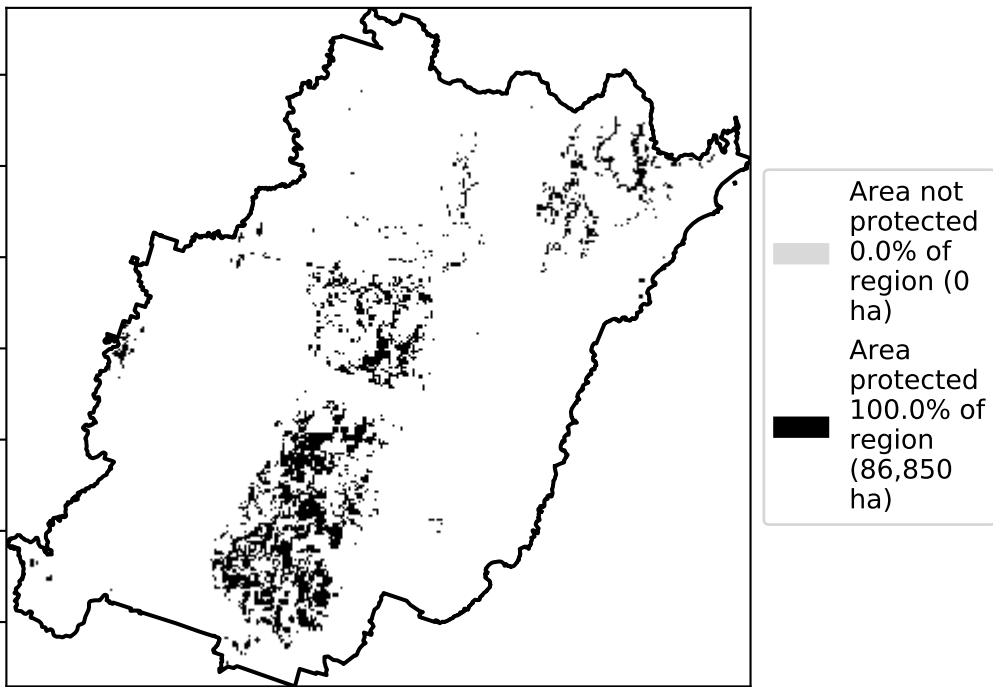 Area not
protected
0.0% of
region (0
ha)
Area
protected
100.0% of
region
(86,850
ha)